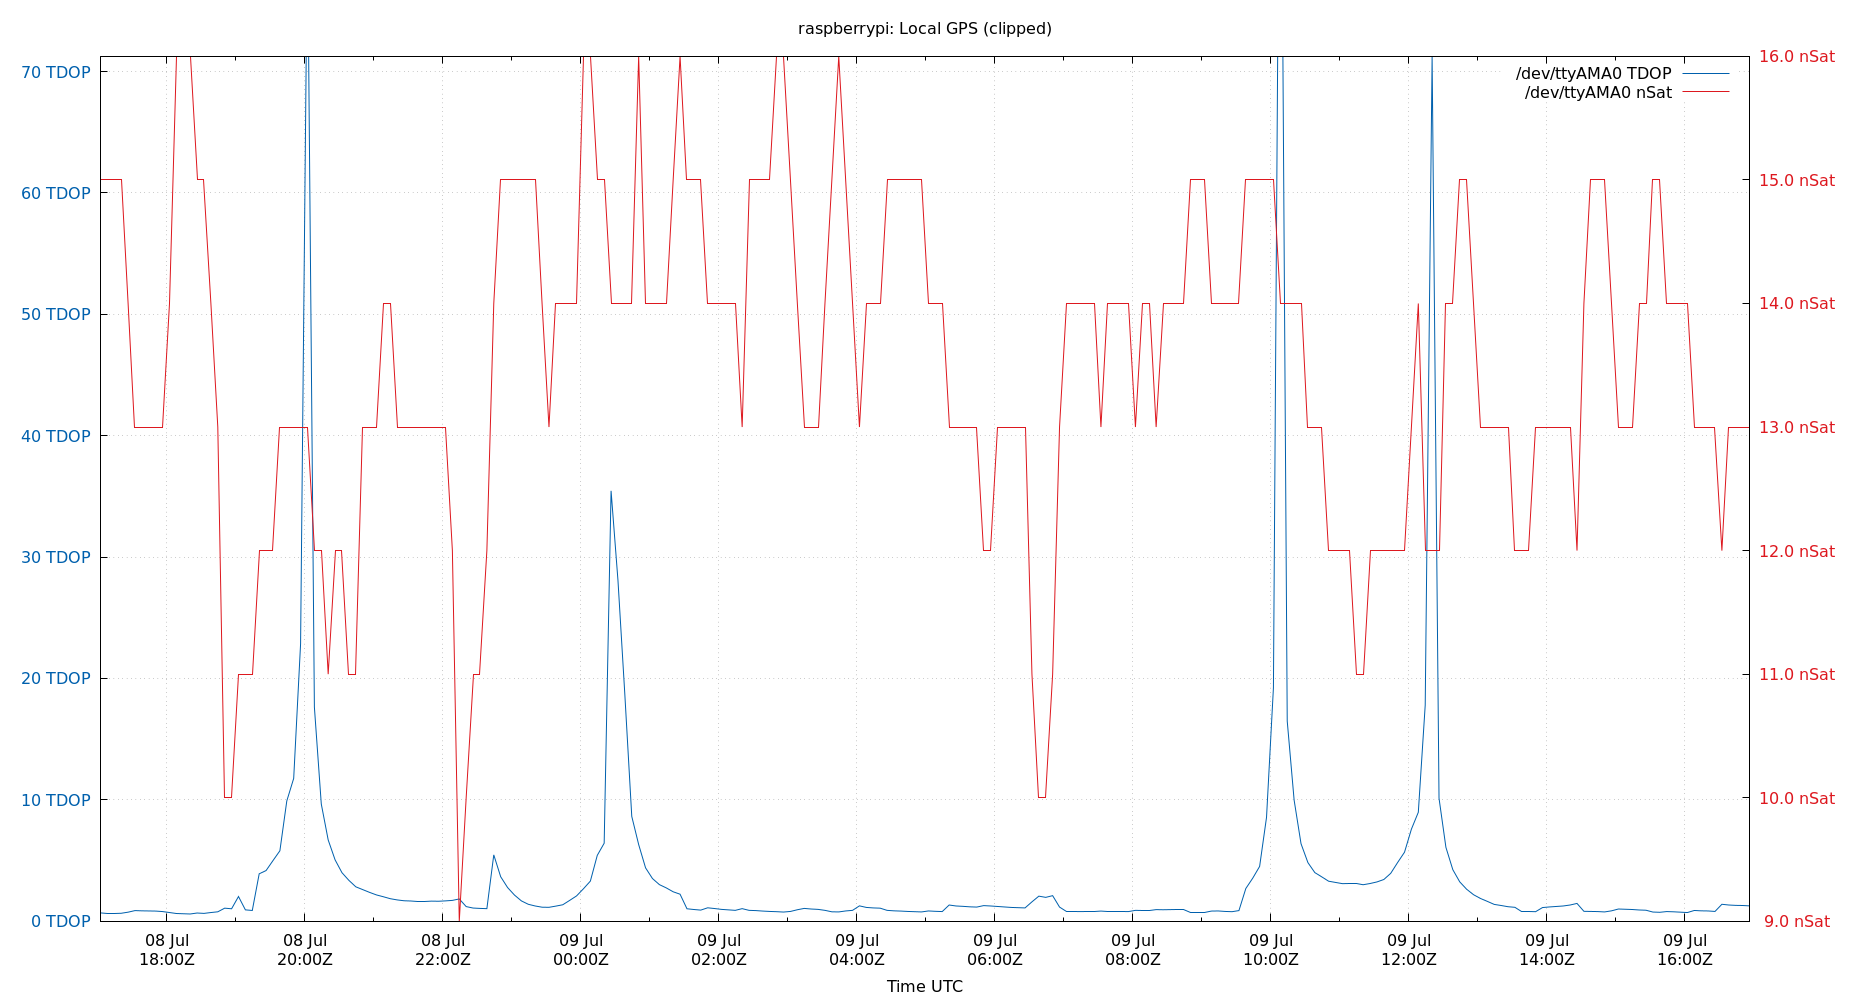 raspberrypi: Local GPS (clipped)
/dev/ttyAMA0 TDOP
/dev/ttyAMA0 nSat
70 TDOP
60 TDOP
50 TDOP
40 TDOP
30 TDOP
20 TDOP
10 TDOP
0 TDOP
16.0 nSat
15.0 nSat
14.0 nSat
13.0 nSat
12.0 nSat
11.0 nSat
10.0 nSat
9.0 nSat
08 Jul
18:00Z
08 Jul
20:00Z
08 Jul
22:00Z
09 Jul
00:00Z
09 Jul
02:00Z
09 Jul
04:00Z
09 Jul
06:00Z
09 Jul
08:00Z
09 Jul
10:00Z
09 Jul
12:00Z
09 Jul
14:00Z
09 Jul
16:00Z
Time UTC